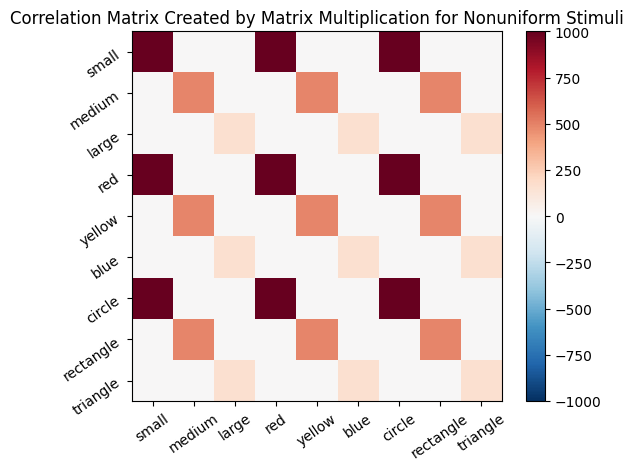 Correlation Matrix Created by Matrix Multiplication for Nonuniform Stimuli
small
medium
large
red
yellow
blue
circle
rectangle
triangle
small
medium
large
red
yellow
blue
circle
rectangle
triangle
1000
750
500
250
0
−250
−500
−750
−1000